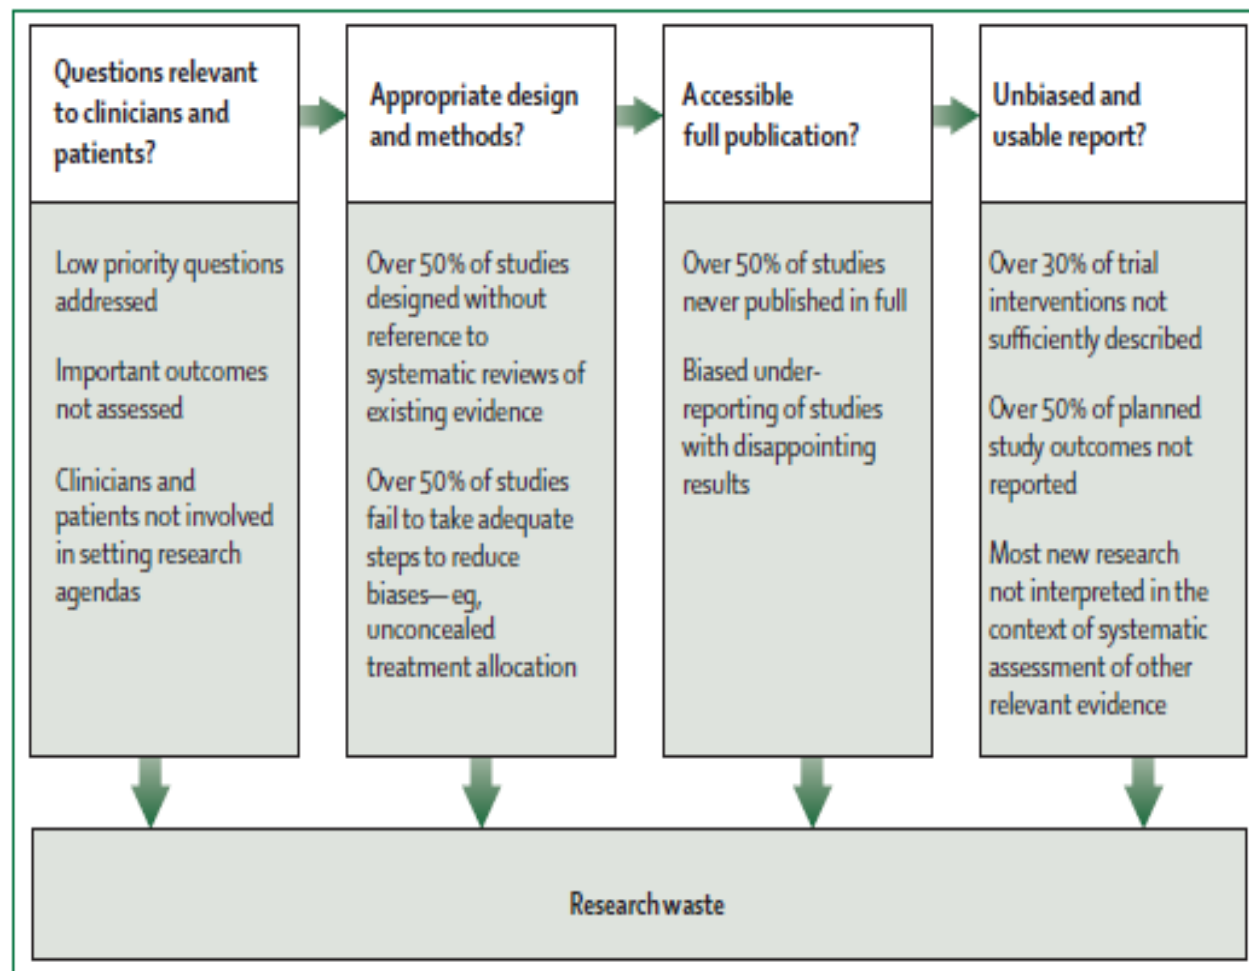 Questions relevant
to clinicians and
patients?
Low priority questions
addressed
Important outcomes
not assessed
Clinicians and
patients not involved
in setting research
agendas
Appropriate design
and methods?
Over 50% of studies
designed without
reference to
systematic reviews of
existing evidence
Over 50% of studies
fail to take adequate
steps to reduce
biases—eg,
unconcealed
treatment allocation
Accessible
full publication?
Over 50% of studies
never published in full
Biased under-
reporting of studies
with disappointing
results
Unbiased and
usable report?
Over 30% of trial
interventions not
sufficiently described
Over 50% of planned
study outcomes not
reported
Most new research
not interpreted in the
context of systematic
assessment of other
relevant evidence
Research waste